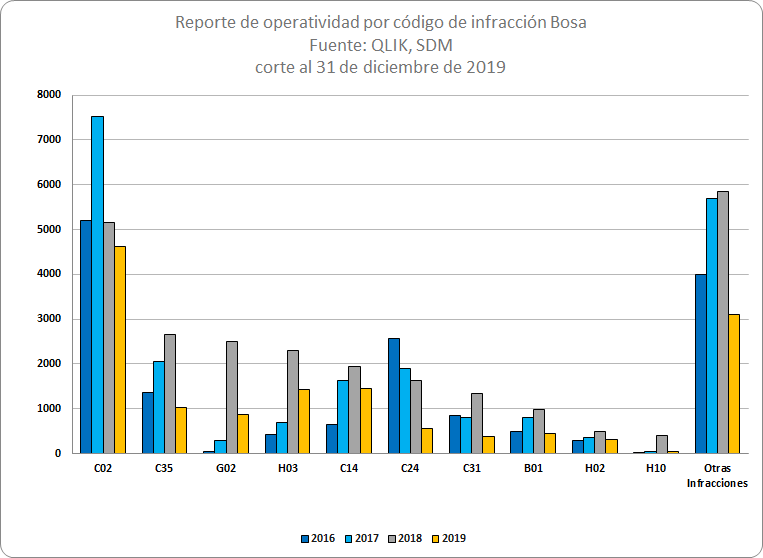 Reporte de operatividad por código de infracción Bosa
Fuente: QLIK, SDM
corte al 31 de diciembre de 2019
8000
7000
6000
5000
4000
3000
2000
1000
0
C02 C35 G02 H03 C14 C24 C31 B01 H02 H10 Otras
Infracciones
2016 2017 2018 2019